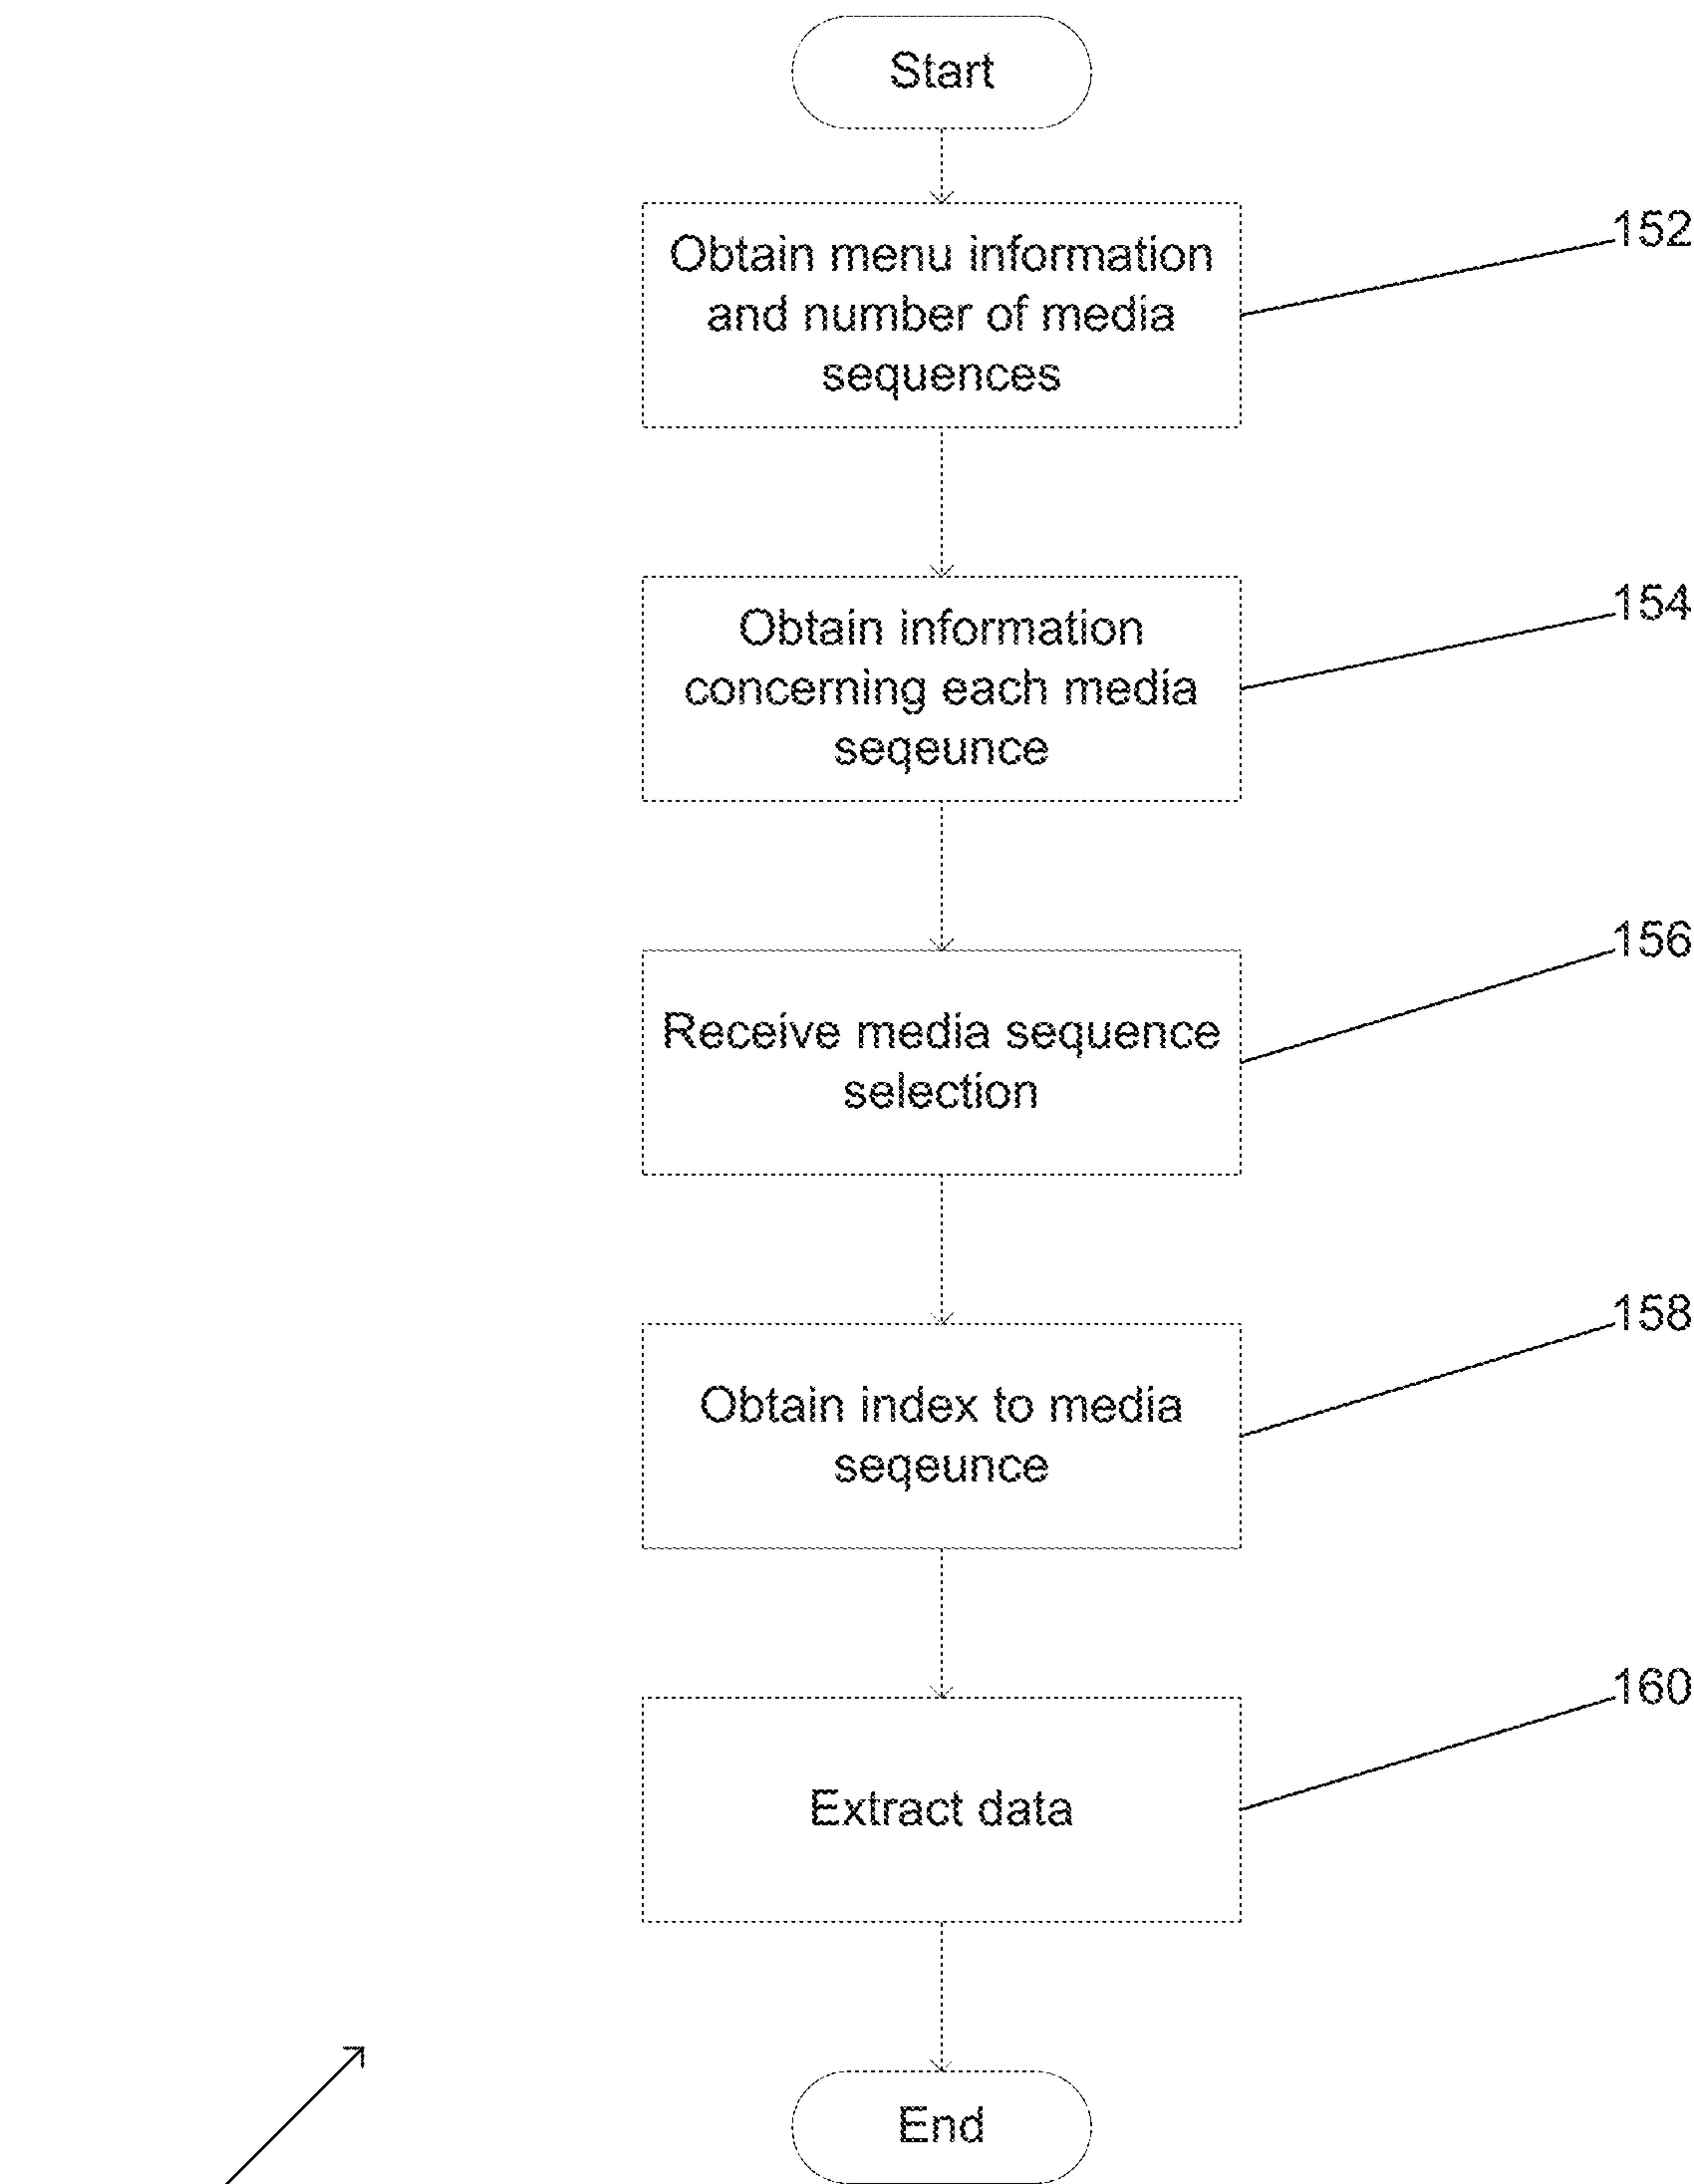 Start
152
Obtain menu information
and number of media
sequences
154
Obtain information
concerning each media
seqeunce
156
Receive media sequence
selection
158
Obtain index to media
seqeunce
160
Extract data
End